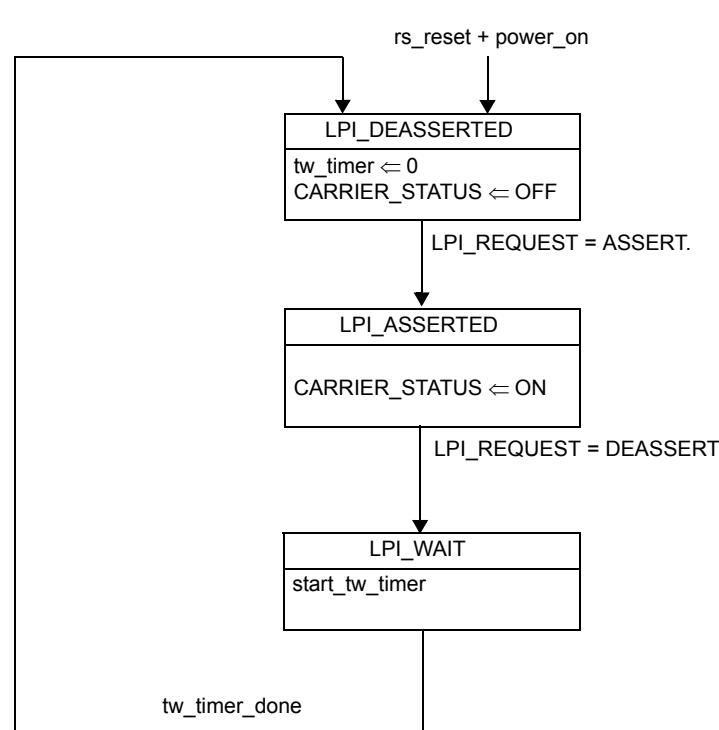 rs_reset + power_on
LPI_DEASSERTED
tw_timer ⇐ 0
CARRIER_STATUS ⇐ OFF
LPI_REQUEST = ASSERT.
LPI_ASSERTED
CARRIER_STATUS ⇐ ON
LPI_REQUEST = DEASSERT
LPI_WAIT
start_tw_timer
tw_timer_done